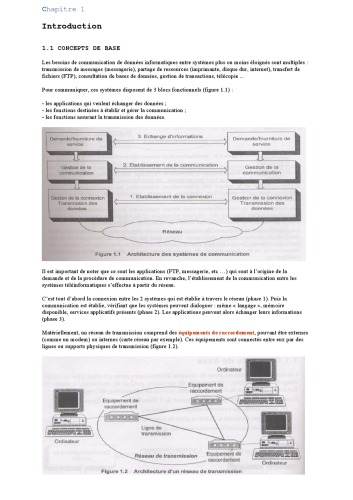 Chapitre 1
Introduction
1.1 CONCEPTS DE BASE
Les besoins de communication de données informatiques entre systèmes plus ou moins éloignés sont multiples :
transmission de messages (messagerie), partage de ressources (imprimante, disque dur, internet), transfert de
fichiers (FTP), consultation de bases de données, gestion de transactions, télécopie ...
Pour communiquer, ces systèmes disposent de 3 blocs fonctionnels (figure 1.1) :
- les applications qui veulent échanger des données ;
- les fonctions destinées à établir et gérer la communication ;
- les fonctions assurant la transmission des données.
Demande/fourniture de
service
3. Echange d'informations
Demande/fourniture de
service
Gestion de la
communication
2. Etablissement de la communication
Gestion de la
communication
Gestion de la connexion
Transmission des
données
1. Etablissement de la connexion
Gestion de la connexion
Transmission des
données
Réseau
Figure 1.1 Architecture des systèmes de communication
Il est important de noter que ce sont les applications (FTP, messagerie, etc …) qui sont à l'origine de la
demande et de la procédure de communication. En revanche, l'établissement de la communication entre les
systèmes téléinformatiques s'effectue à partir du réseau.
C'est tout d'abord la connexion entre les 2 systèmes qui est établie à travers le réseau (phase 1). Puis la
communication est établie, vérifiant que les systèmes peuvent dialoguer : même « langage », mémoire
disponible, services applicatifs présents (phase 2). Les applications peuvent alors échanger leurs informations
(phase 3).
Matériellement, un réseau de transmission comprend des équipements de raccordement, pouvant être externes
(comme un modem) ou internes (carte réseau par exemple). Ces équipements sont connectés entre eux par des
lignes ou supports physiques de transmission (figure 1.2).
Ordinateur
Equipement de
raccordement
Equipement de
raccordement
Ligne de
transmission
Ordinateur
Equipement de
raccordement
Réseau de transmission
Ordinateur
Figure 1.2 Architecture d'un réseau de transmission